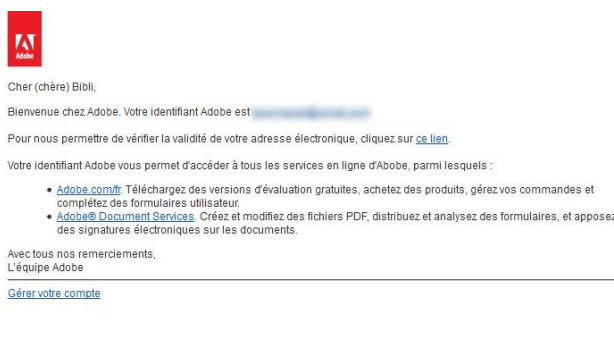 Adobe
Cher (chère) Bibli,
Bienvenue chez Adobe. Votre identifiant Adobe est
Pour nous permettre de vérifier la validité de votre adresse électronique, cliquez sur ce lien.
Votre identifiant Adobe vous permet d'accéder à tous les services en ligne d'Abobe, parmi lesquels :
• Adobe.com/fr. Téléchargez des versions d'évaluation gratuites, achetez des produits, gérez vos commandes et
complétez des formulaires utilisateur.
• Adobe® Document Services. Créez et modifiez des fichiers PDF, distribuez et analysez des formulaires, et apposez
des signatures électroniques sur les documents.
Avec tous nos remerciements,
L'équipe Adobe
Gérer votre compte